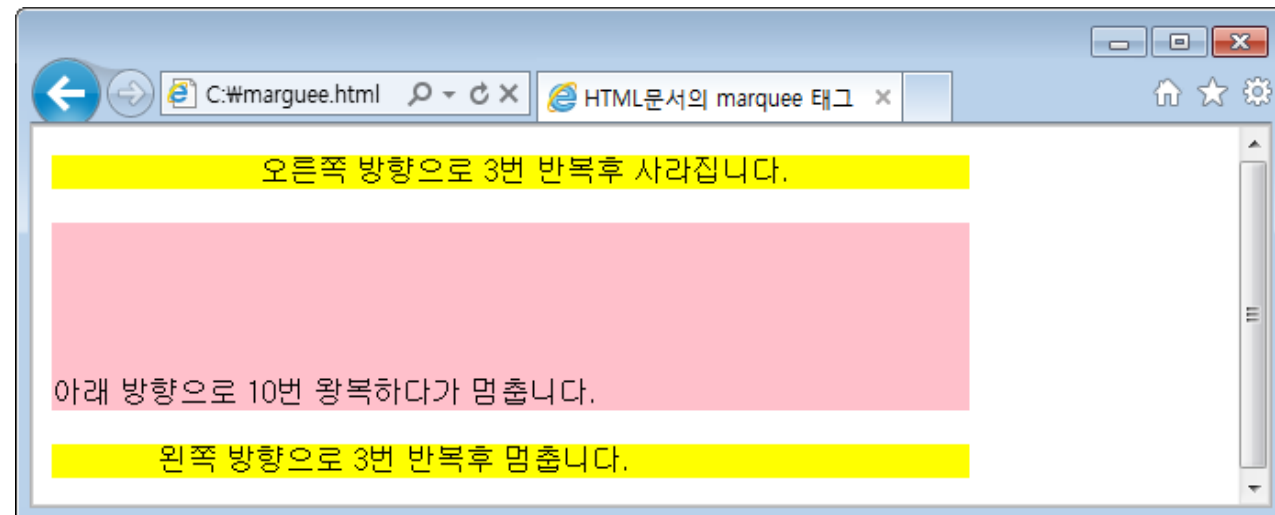 C:₩marguee.html
HTML문서의 marquee 태그
오른쪽 방향으로 3번 반복후 사라집니다.
아래 방향으로 10번 왕복하다가 멈춥니다.
왼쪽 방향으로 3번 반복후 멈춥니다.